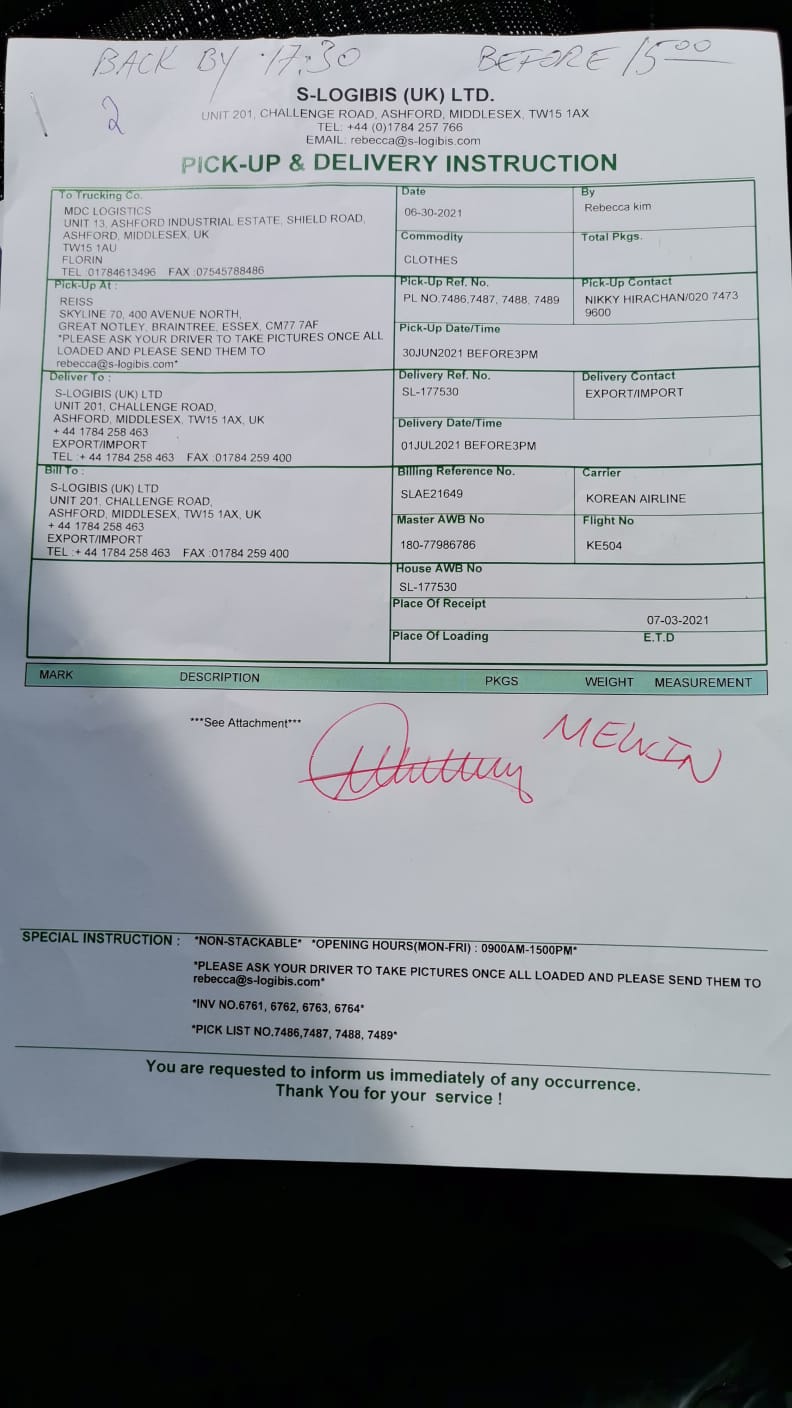 BACK BY 17:30 BEFORE 15 00
2
S-LOGIBIS (UK) LTD.
UNIT 201, CHALLENGE ROAD, ASHFORD, MIDDLESEX, TW15 1AX
TEL: +44 (0)1784 257 766
EMAIL: rebecca@s-logibis.com
PICK-UP & DELIVERY INSTRUCTION
To Trucking Co.
MDC LOGISTICS
UNIT 13, ASHFORD INDUSTRIAL ESTATE, SHIELD ROAD,
ASHFORD, MIDDLESEX, UK
TW15 1AU
FLORIN
TEL :01784613496 FAX :07545788486
Date
06-30-2021
By
Rebecca kim
Commodity
CLOTHES
Total Pkgs.
Pick-Up At :
REISS
SKYLINE 70, 400 AVENUE NORTH,
GREAT NOTLEY, BRAINTREE, ESSEX, CM77 7AF
*PLEASE ASK YOUR DRIVER TO TAKE PICTURES ONCE ALL
LOADED AND PLEASE SEND THEM TO
rebecca@s-logibis.com*
Pick-Up Ref. No.
PL NO.7486,7487, 7488, 7489
Pick-Up Contact
NIKKY HIRACHAN/020 7473
9600
Pick-Up Date/Time
30JUN2021 BEFORE3PM
Deliver To :
S-LOGIBIS (UK) LTD
UNIT 201, CHALLENGE ROAD,
ASHFORD, MIDDLESEX, TW15 1AX, UK
+ 44 1784 258 463
EXPORT/IMPORT
TEL :+ 44 1784 258 463 FAX :01784 259 400
Delivery Ref. No.
SL-177530
Delivery Contact
EXPORT/IMPORT
Delivery Date/Time
01JUL2021 BEFORE3PM
Bill To :
S-LOGIBIS (UK) LTD
UNIT 201, CHALLENGE ROAD,
ASHFORD, MIDDLESEX, TW15 1AX, UK
+ 44 1784 258 463
EXPORT/IMPORT
TEL :+ 44 1784 258 463 FAX :01784 259 400
Billing Reference No.
SLAE21649
Carrier
KOREAN AIRLINE
Master AWB No
180-77986786
Flight No
KE504
House AWB No
SL-177530
Place Of Receipt
07-03-2021
Place Of Loading E.T.D
MARK DESCRIPTION PKGS WEIGHT MEASUREMENT
***See Attachment***
SPECIAL INSTRUCTION : *NON-STACKABLE* *OPENING HOURS(MON-FRI) : 0900AM-1500PM*
*PLEASE ASK YOUR DRIVER TO TAKE PICTURES ONCE ALL LOADED AND PLEASE SEND THEM TO
rebecca@s-logibis.com*
*INV NO.6761, 6762, 6763, 6764*
*PICK LIST NO.7486,7487, 7488, 7489*
You are requested to inform us immediately of any occurrence.
Thank You for your service !